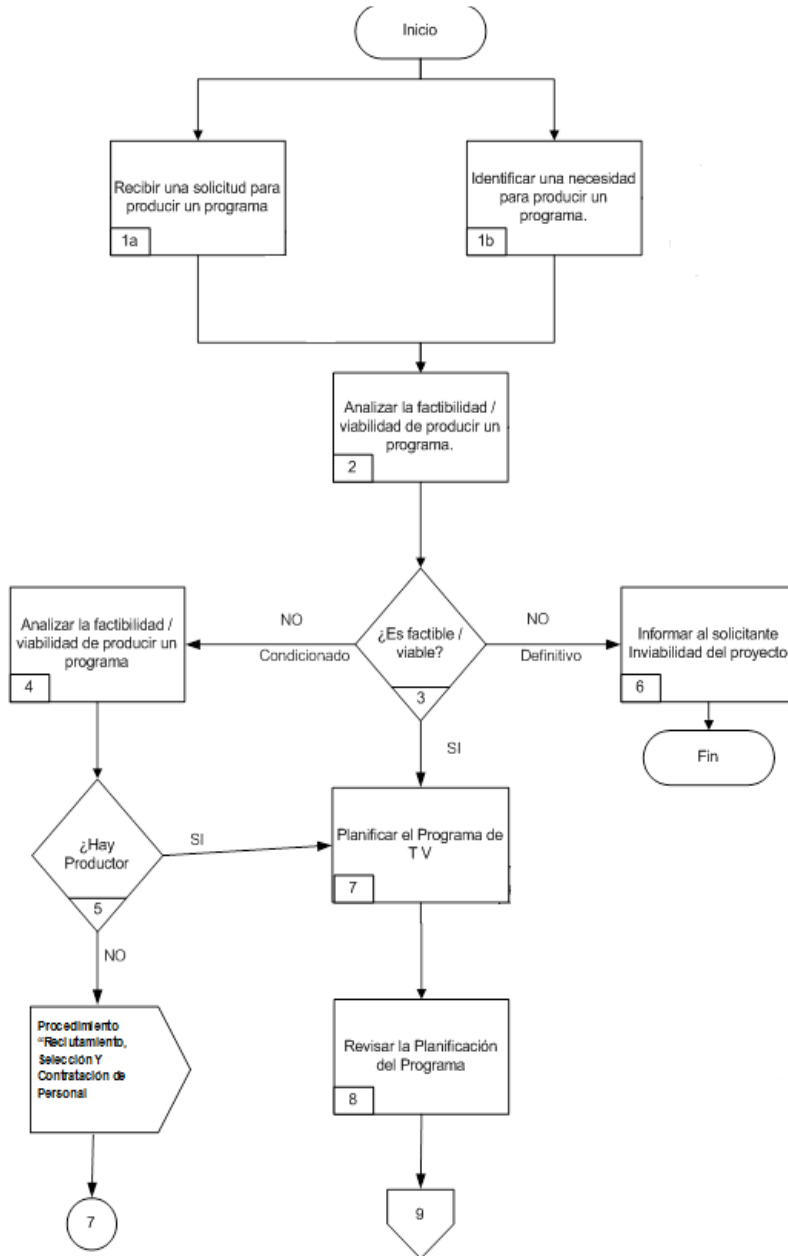 Inicio
Recibir una solicitud para
producir un programa
1a
Identificar una necesidad
para producir un
programa.
1b
Analizar la factibilidad /
viabilidad de producir un
programa.
2
¿Es factible /
viable?
3
NO
Condicionado
NO
Definitivo
SI
Analizar la factibilidad /
viabilidad de producir un
programa
4
Informar al solicitante
Inviabilidad del proyecto
6
Fin
¿Hay
Productor
5
SI
NO
Planificar el Programa de
T V
7
Procedimiento
“Reclutamiento,
Selección Y
Contratación de
Personal
Revisar la Planificación
del Programa
8
7
9